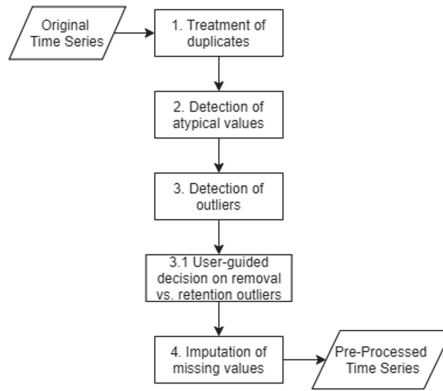 Original
Time Series
1. Treatment of
duplicates
2. Detection of
atypical values
3. Detection of
outliers
3.1 User-guided
decision on removal
vs. retention outliers
4. Imputation of
missing values
Pre-Processed
Time Series